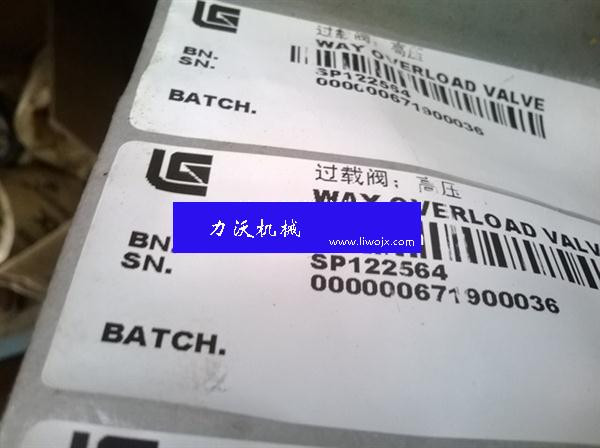 过载阀；高压
WAY OVERLOAD VALVE
BN.
SN.
SP122564
000000671900036
BATCH.
过载阀；高压
WAY OVERLOAD VALV
力沃机械
www.liwojx.com
BN.
SN.
SP122564
000000671900036
BATCH.